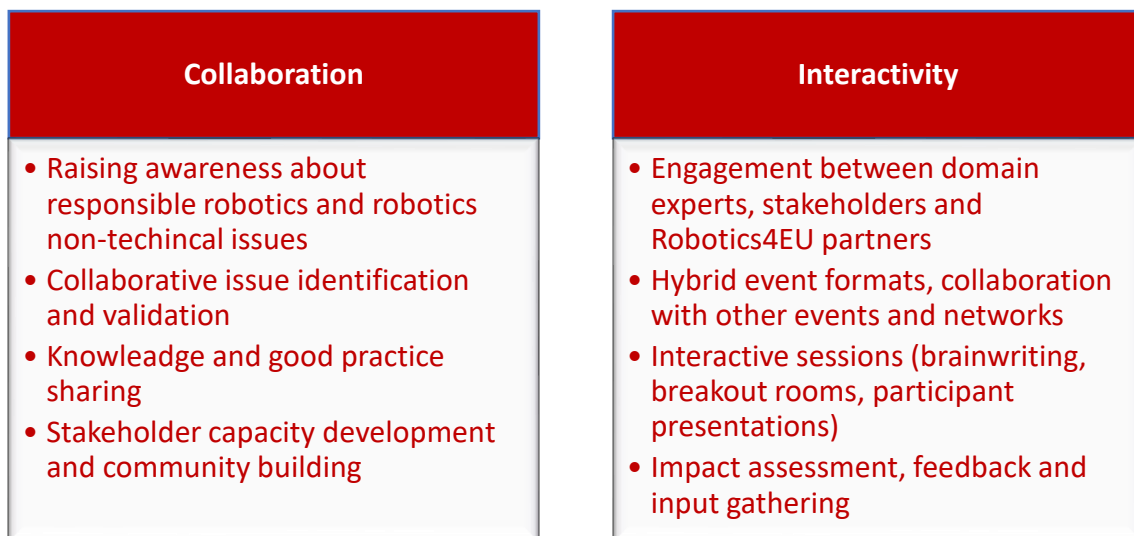 Collaboration
• Raising awareness about
responsible robotics and robotics
non-techincal issues
• Collaborative issue identification
and validation
• Knowleadge and good practice
sharing
• Stakeholder capacity development
and community building
Interactivity
• Engagement between domain
experts, stakeholders and
Robotics4EU partners
• Hybrid event formats, collaboration
with other events and networks
• Interactive sessions (brainwriting,
breakout rooms, participant
presentations)
• Impact assessment, feedback and
input gathering